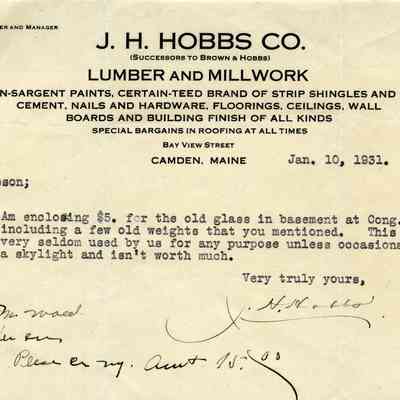 ER AND MANAGER
J. H. HOBBS CO.
(SUCCESSORS TO BROWN & HOBBS)
LUMBER AND MILLWORK
N-SARGENT PAINTS, CERTAIN-TEED BRAND OF STRIP SHINGLES AND
CEMENT, NAILS AND HARDWARE, FLOORINGS, CEILINGS, WALL
BOARDS AND BUILDING FINISH OF ALL KINDS
SPECIAL BARGAINS IN ROOFING AT ALL TIMES
BAY VIEW STREET
CAMDEN, MAINE Jan. 10, 1931.
eson;
Am enclosing $5. for the old glass in basement at Cong.
including a few old weights that you mentioned. This
very seldom used by us for any purpose unless occasiona
a skylight and isn't worth much.
Very truly yours,
J. H. Hobbs